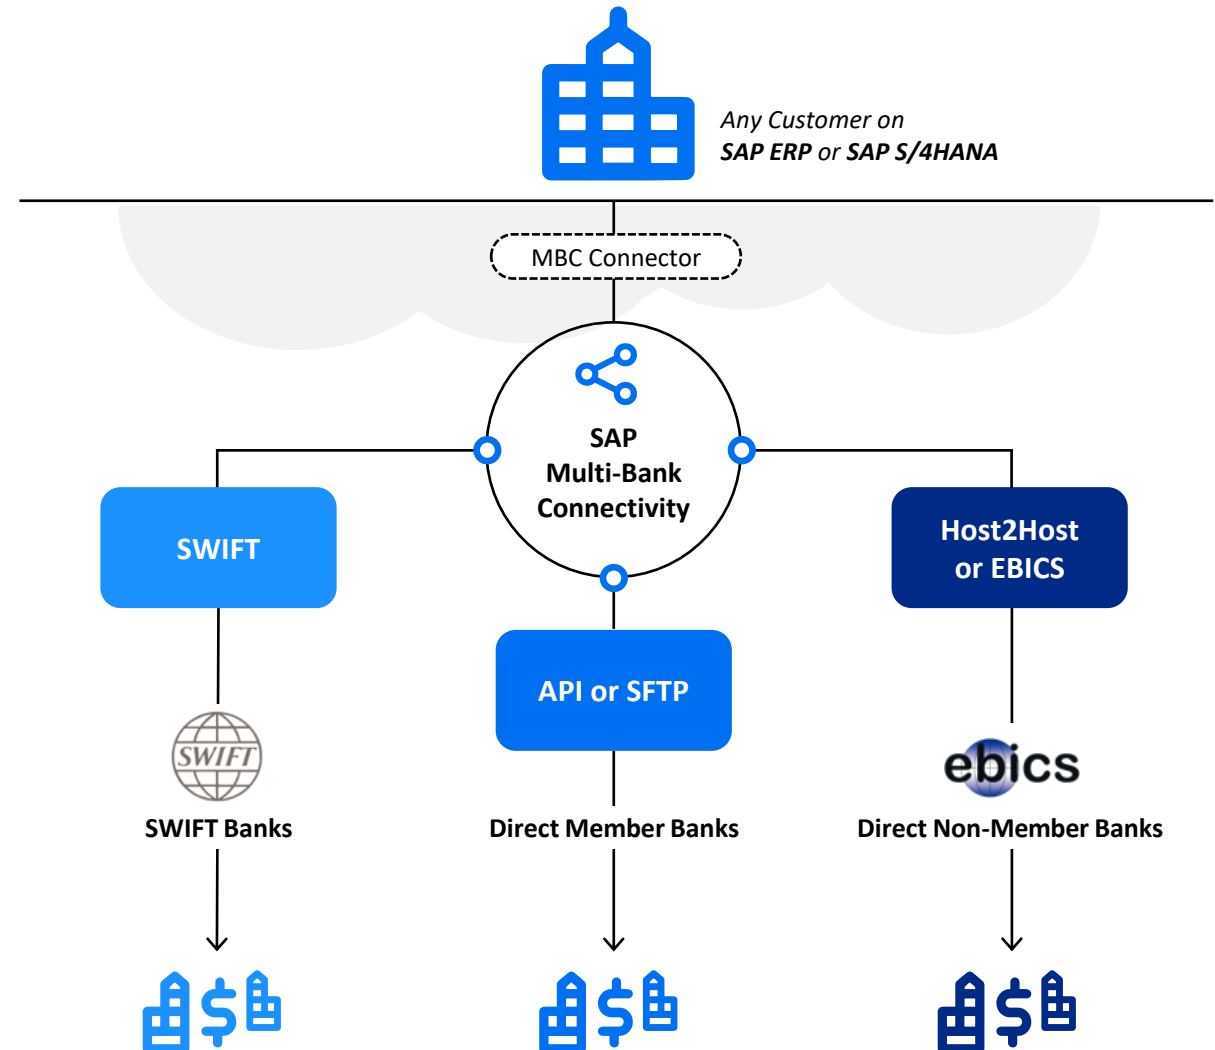 Any Customer on
SAP ERP or SAP S/4HANA
MBC Connector
SAP
Multi-Bank
Connectivity
SWIFT
Host2Host
or EBICS
API or SFTP
SWIFT
ebics
SWIFT Banks
Direct Member Banks
Direct Non-Member Banks
$
$
$